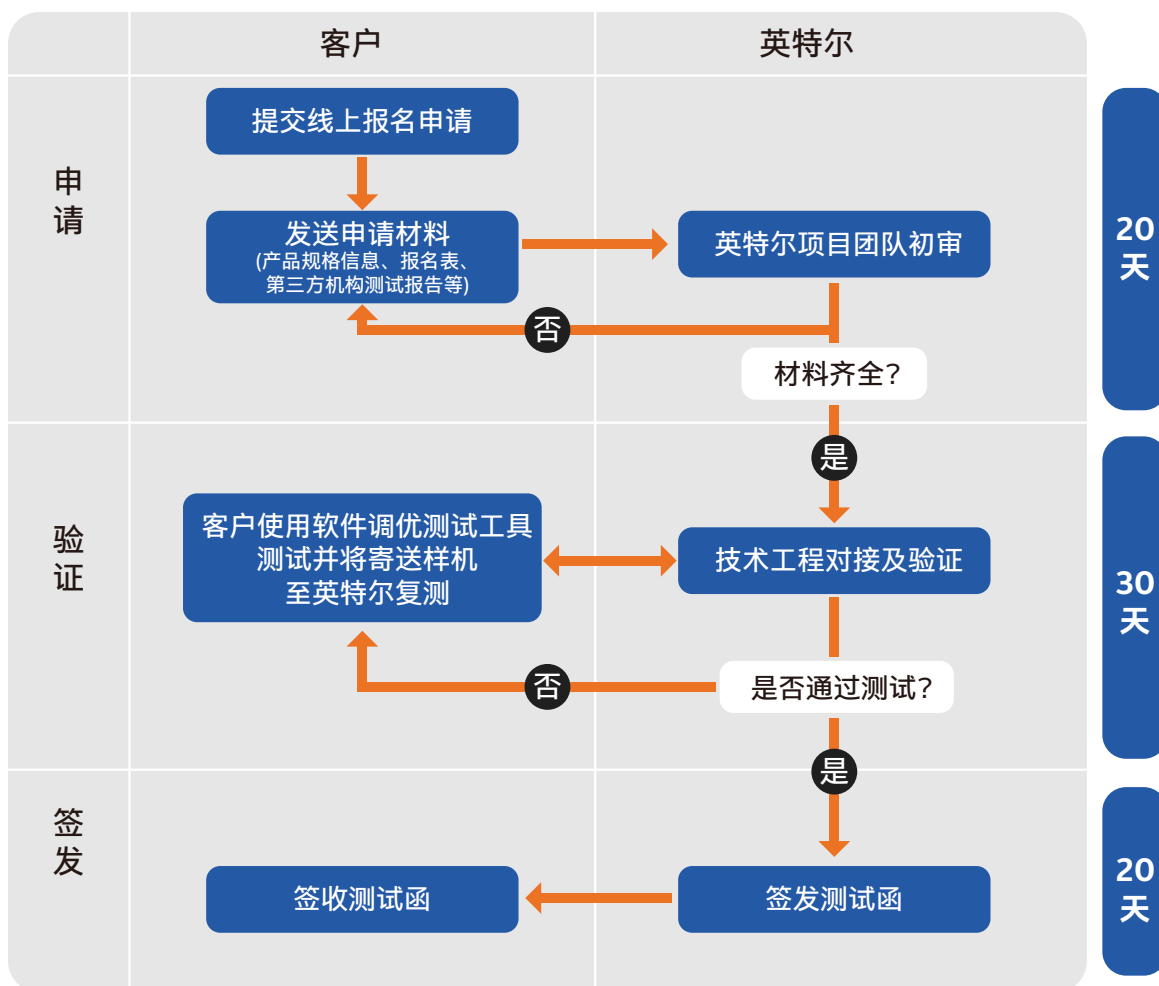 客户
英特尔
申
请
提交线上报名申请
发送申请材料
(产品规格信息、报名表、
第三方机构测试报告等)
英特尔项目团队初审
否
材料齐全?
20
天
是
验
证
客户使用软件调优测试工具
测试并将寄送样机
至英特尔复测
技术工程对接及验证
否
是否通过测试?
30
天
是
签
发
签收测试函
签发测试函
20
天